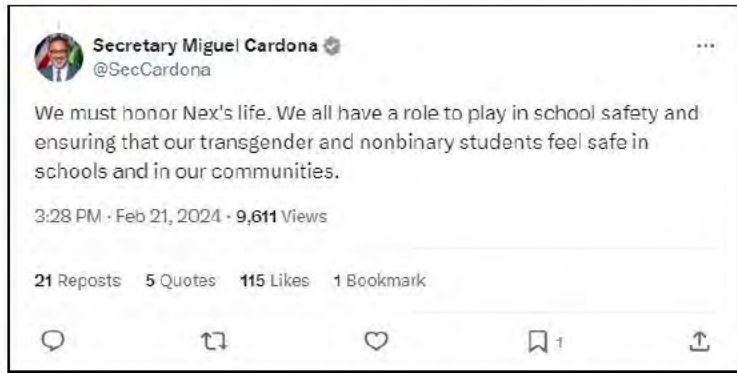 Secretary Miguel Cardona
@SecCardona
We must honor Nex's life. We all have a role to play in school safety and
ensuring that our transgender and nonbinary students feel safe in
schools and in our communities.
3:28 PM · Feb 21, 2024 · 9,611 Views
21 Reposts 5 Quotes 115 Likes 1 Bookmark
1